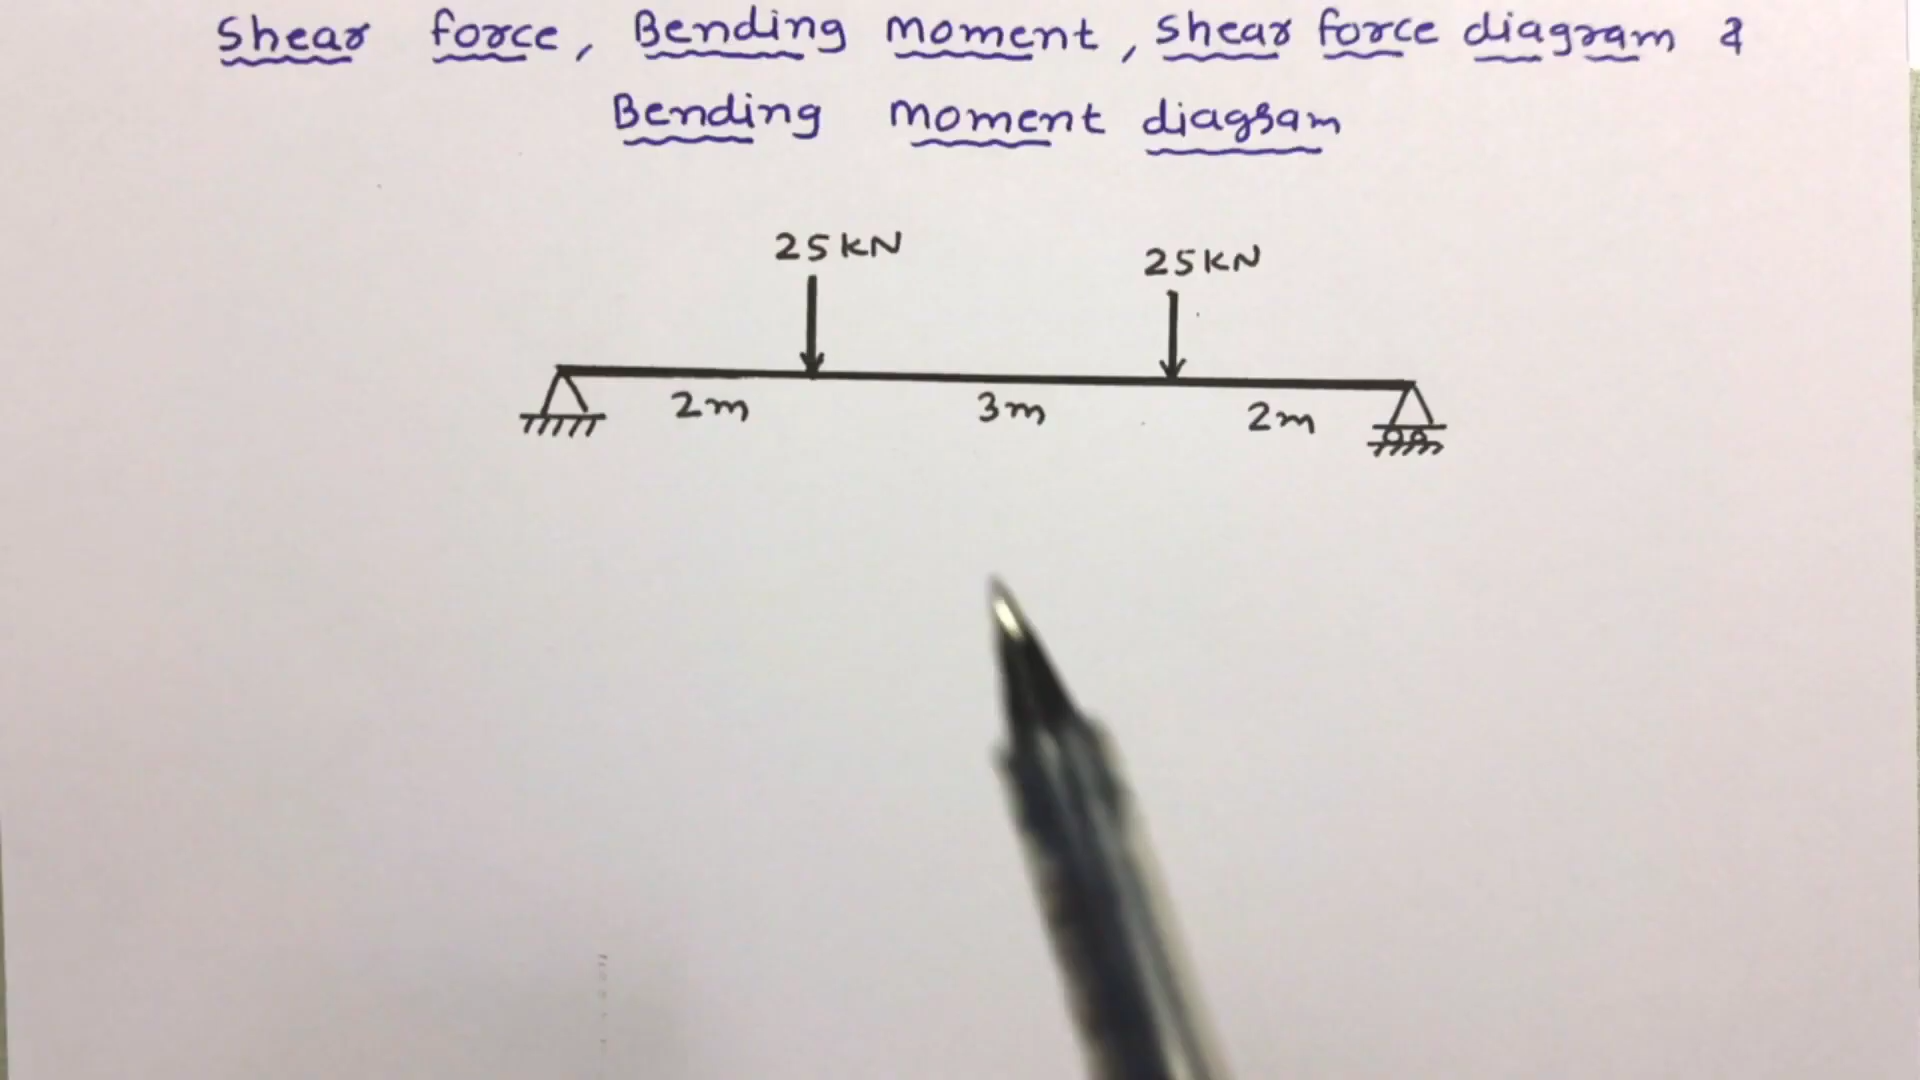 Shear force, Bending moment, shear force diagram &
Bending moment diagram
25kN
25KN
2m 3m 2m